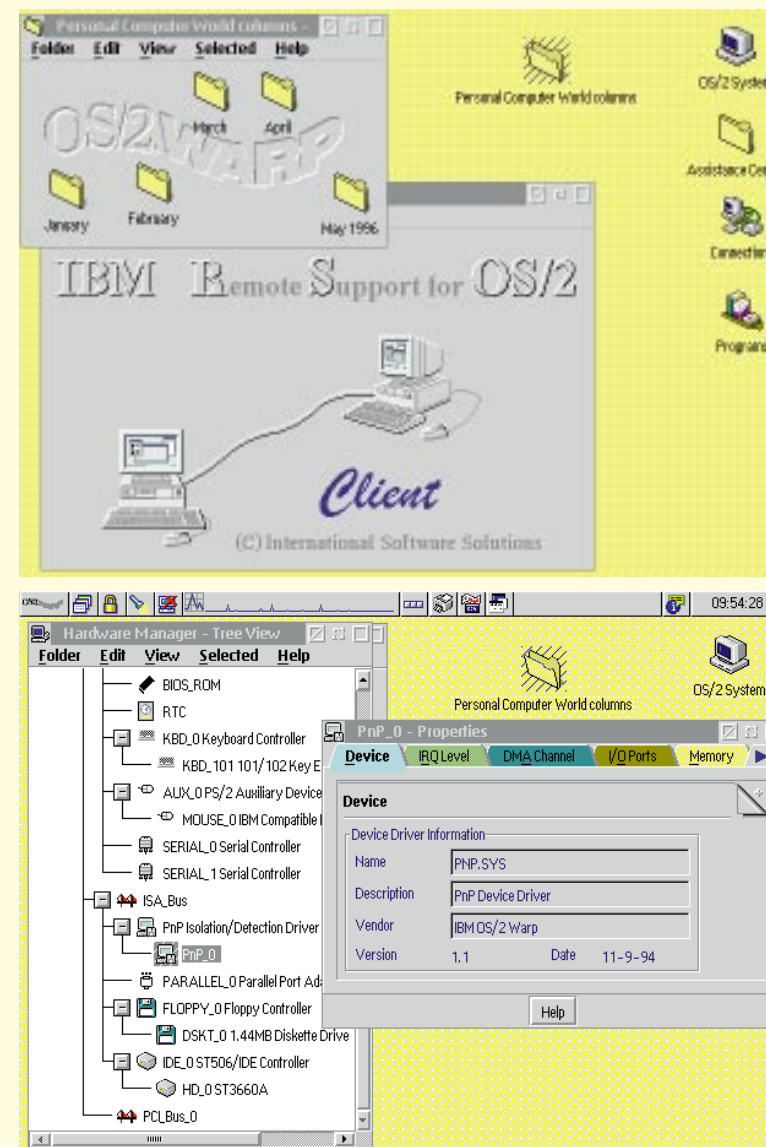 Personal Computer World columns -
Folder Edit View Selected Help
OS/2 WARP
March
April
January
February
May 1996
Personal Computer World columns
OS/2 System
Assistance Cen
Connection
Programs
IBM Remote Support for OS/2
Client
(C) International Software Solutions
09:54:28
Hardware Manager - Tree View
Folder Edit View Selected Help
BIOS_ROM
RTC
KBD_0 Keyboard Controller
KBD_101 101/102 Key E
AUX_0 PS/2 Auxiliary Device
MOUSE_0 IBM Compatible
SERIAL_0 Serial Controller
SERIAL_1 Serial Controller
ISA_Bus
PnP Isolation/Detection Driver
PnP_0
PARALLEL_0 Parallel Port Ada
FLOPPY_0 Floppy Controller
DSKT_0 1.44MB Diskette Drive
IDE_0 ST506/IDE Controller
HD_0 ST3660A
PCI_Bus_0
Personal Computer World columns
OS/2 System
PnP_0 - Properties
Device IRQ Level DMA Channel I/O Ports Memory
Device
Device Driver Information
Name PNP.SYS
Description PnP Device Driver
Vendor IBM OS/2 Warp
Version 1.1 Date 11-9-94
Help